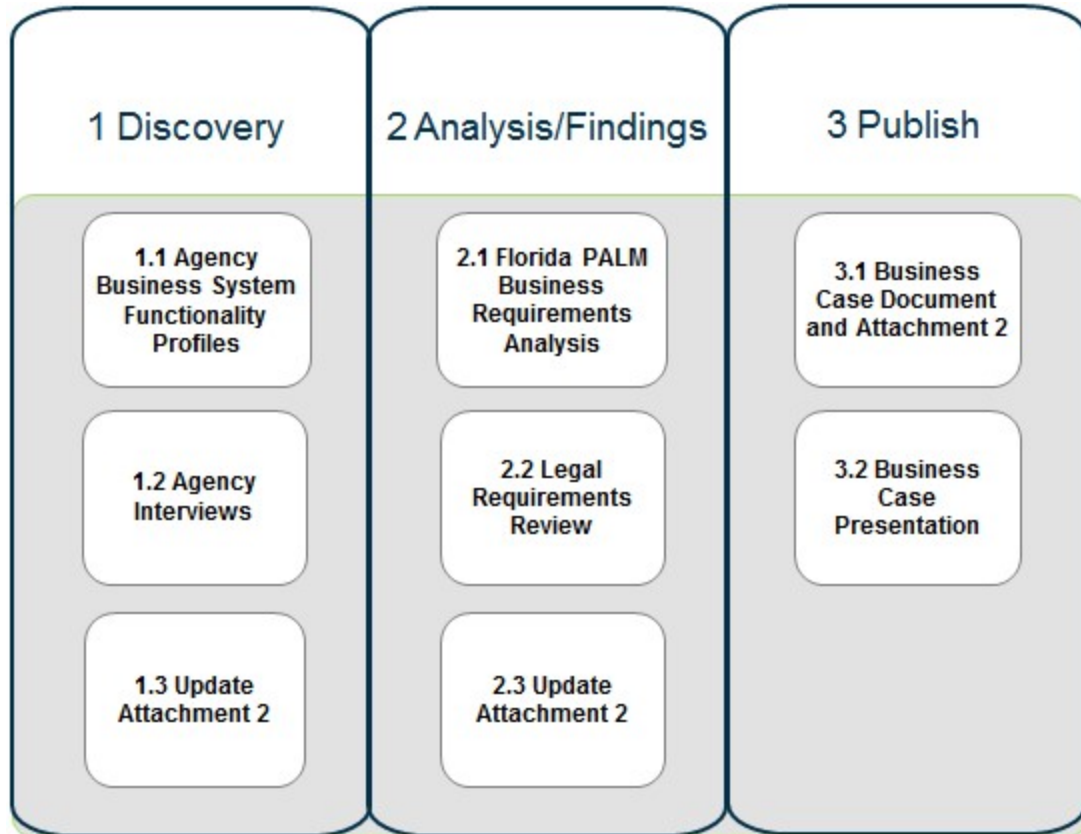 1 Discovery
2 Analysis/Findings
3 Publish
1.1 Agency
Business System
Functionality
Profiles
2.1 Florida PALM
Business
Requirements
Analysis
3.1 Business
Case Document
and Attachment 2
1.2 Agency
Interviews
2.2 Legal
Requirements
Review
3.2 Business
Case
Presentation
1.3 Update
Attachment 2
2.3 Update
Attachment 2